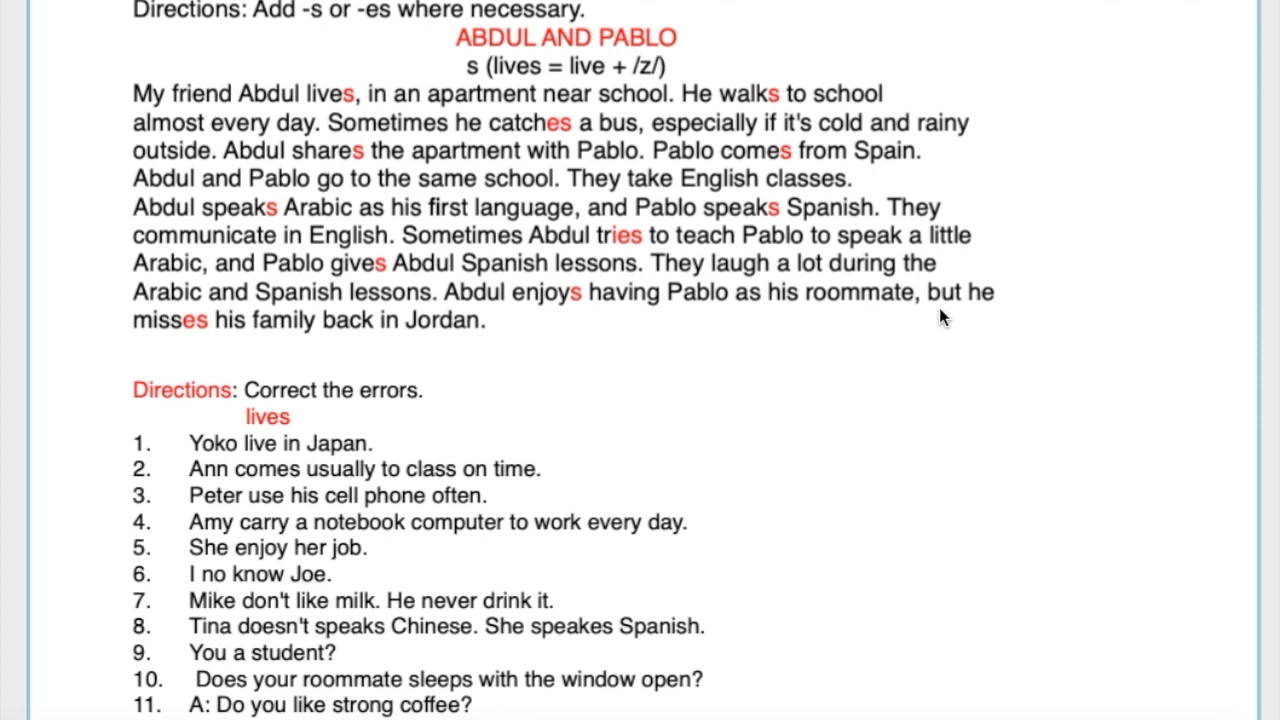 Directions: Add -s or -es where necessary.
ABDUL AND PABLO
s (lives = live + /z/)
My friend Abdul lives, in an apartment near school. He walks to school
almost every day. Sometimes he catches a bus, especially if it's cold and rainy
outside. Abdul shares the apartment with Pablo. Pablo comes from Spain.
Abdul and Pablo go to the same school. They take English classes.
Abdul speaks Arabic as his first language, and Pablo speaks Spanish. They
communicate in English. Sometimes Abdul tries to teach Pablo to speak a little
Arabic, and Pablo gives Abdul Spanish lessons. They laugh a lot during the
Arabic and Spanish lessons. Abdul enjoys having Pablo as his roommate, but he
misses his family back in Jordan.
Directions: Correct the errors.
lives
1. Yoko live in Japan.
2. Ann comes usually to class on time.
3. Peter use his cell phone often.
4. Amy carry a notebook computer to work every day.
5. She enjoy her job.
6. I no know Joe.
7. Mike don't like milk. He never drink it.
8. Tina doesn't speaks Chinese. She speakes Spanish.
9. You a student?
10. Does your roommate sleeps with the window open?
11. A: Do you like strong coffee?